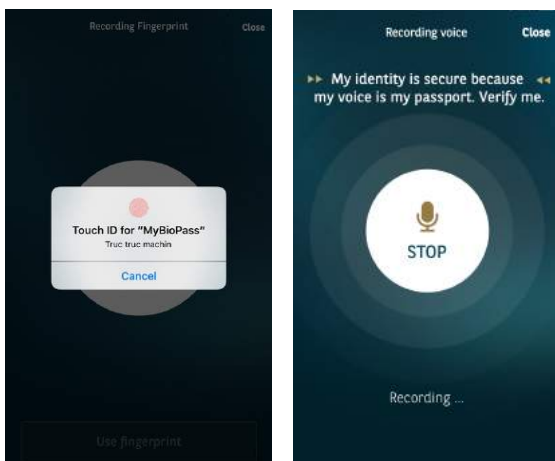 Recording Fingerprint
Close
Touch ID for "MyBioPass"
Truc truc machin
Cancel
Use fingerprint
Recording voice
Close
My identity is secure because
my voice is my passport. Verify me.
STOP
Recording ...